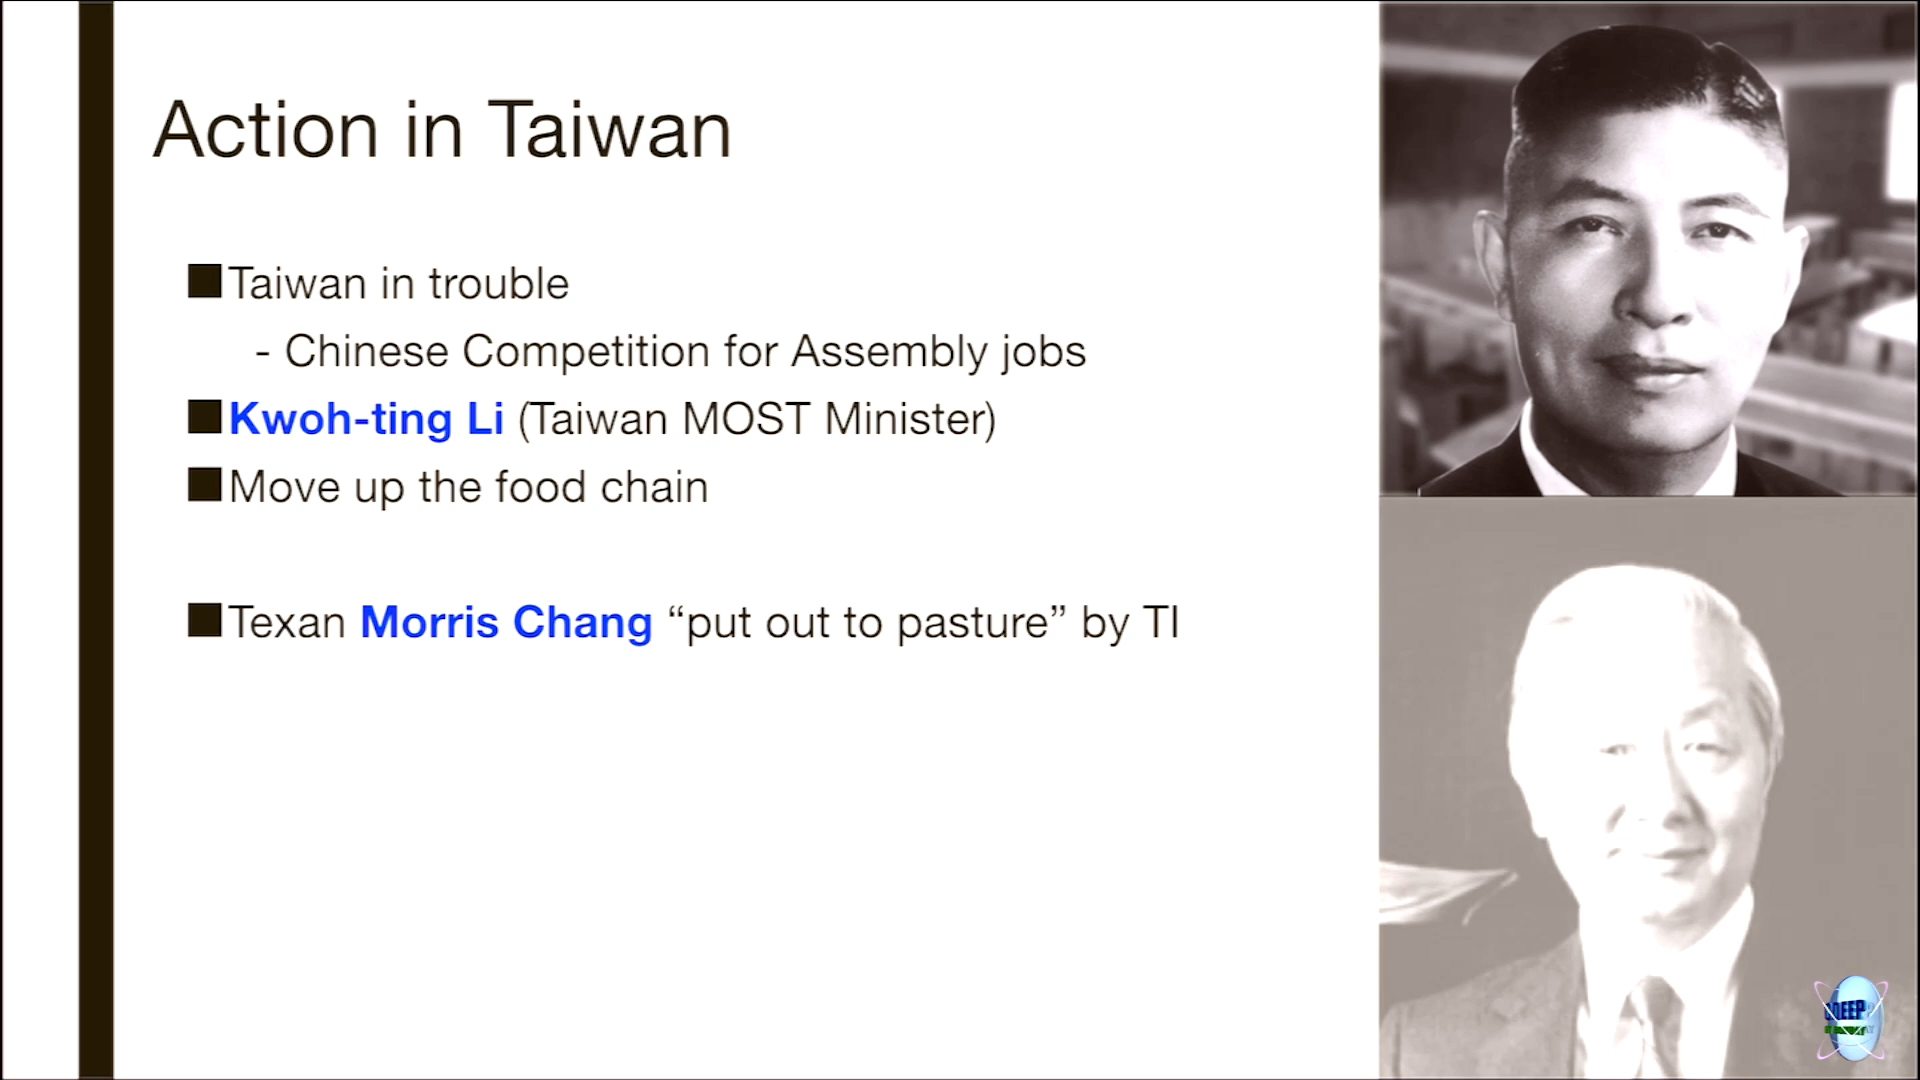 Action in Taiwan
Taiwan in trouble
- Chinese Competition for Assembly jobs
Kwoh-ting Li (Taiwan MOST Minister)
Move up the food chain
Texan Morris Chang “put out to pasture” by TI